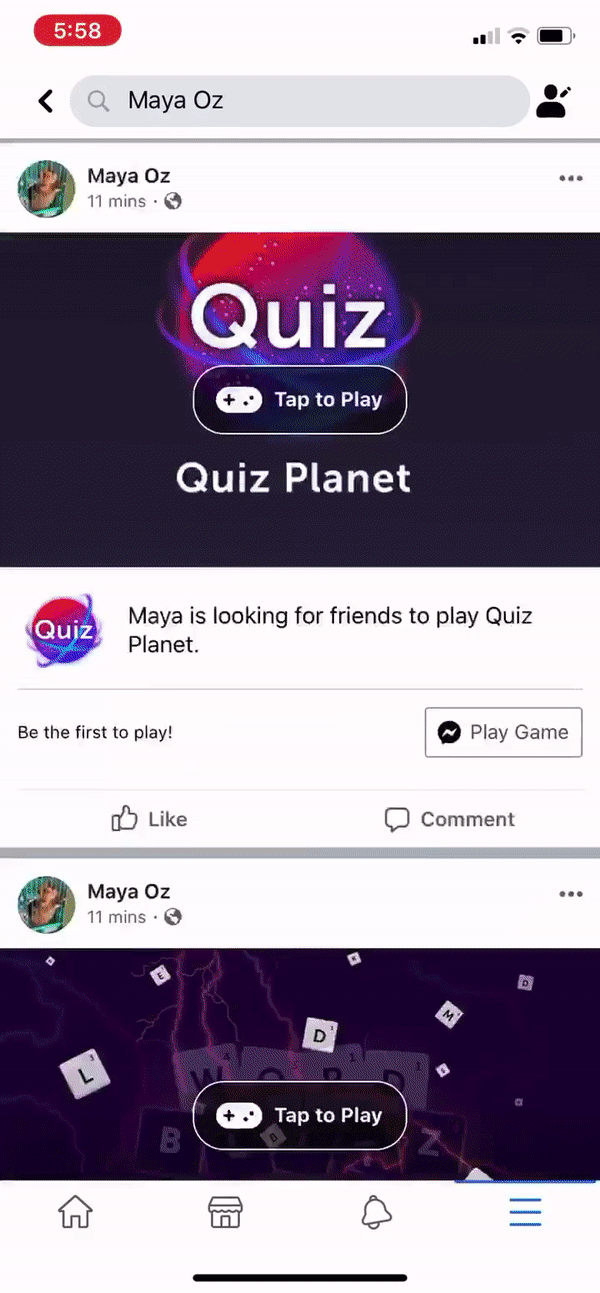 5:58
Maya Oz
Maya Oz
11 mins ·
Quiz
Tap to Play
Quiz Planet
Quiz
Maya is looking for friends to play Quiz
Planet.
Be the first to play!
Play Game
Like
Comment
Maya Oz
11 mins ·
E
D
M
D
L
W O R D
Tap to Play
B
Z